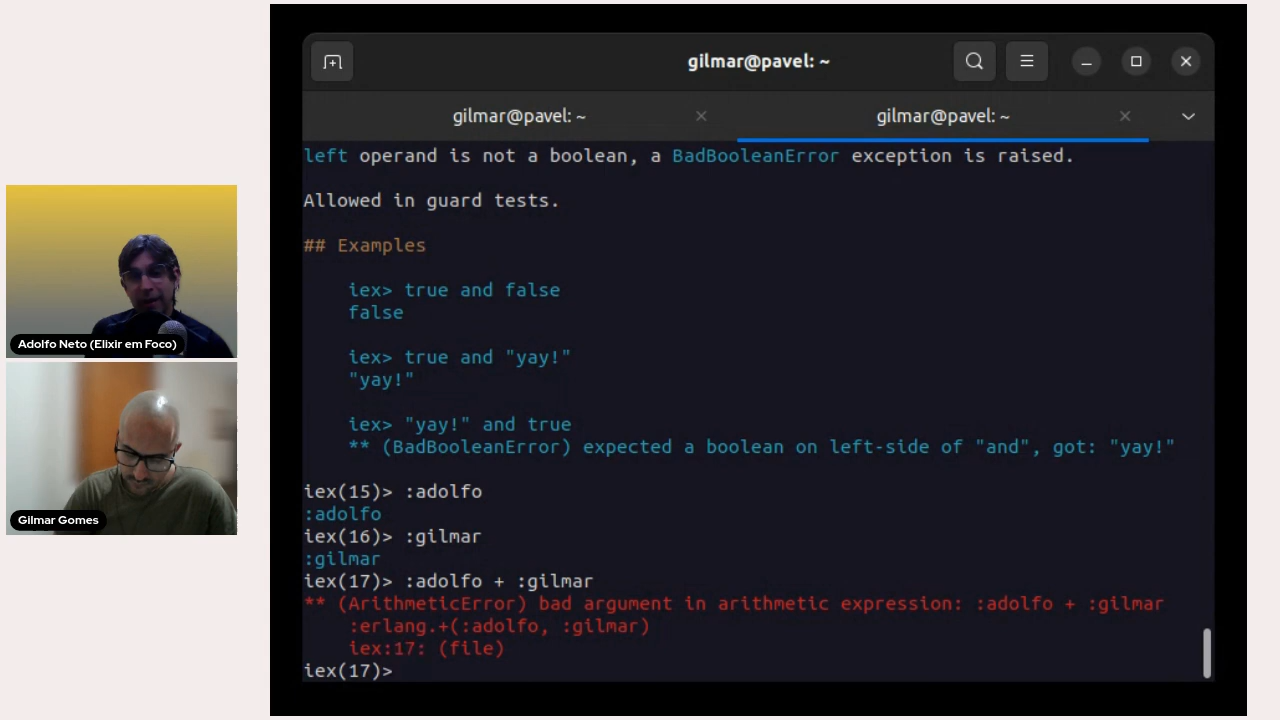 gilmar@pavel: ~
gilmar@pavel: ~
gilmar@pavel: ~
left operand is not a boolean, a BadBooleanError exception is raised.
Allowed in guard tests.
## Examples
iex> true and false
false
iex> true and "yay!"
"yay!"
iex> "yay!" and true
** (BadBooleanError) expected a boolean on left-side of "and", got: "yay!"
iex(15)> :adolfo
:adolfo
iex(16)> :gilmar
:gilmar
iex(17)> :adolfo + :gilmar
** (ArithmeticError) bad argument in arithmetic expression: :adolfo + :gilmar
:erlang.+(:adolfo, :gilmar)
iex:17: (file)
iex(17)>
Adolfo Neto (Elixir em Foco)
Gilmar Gomes